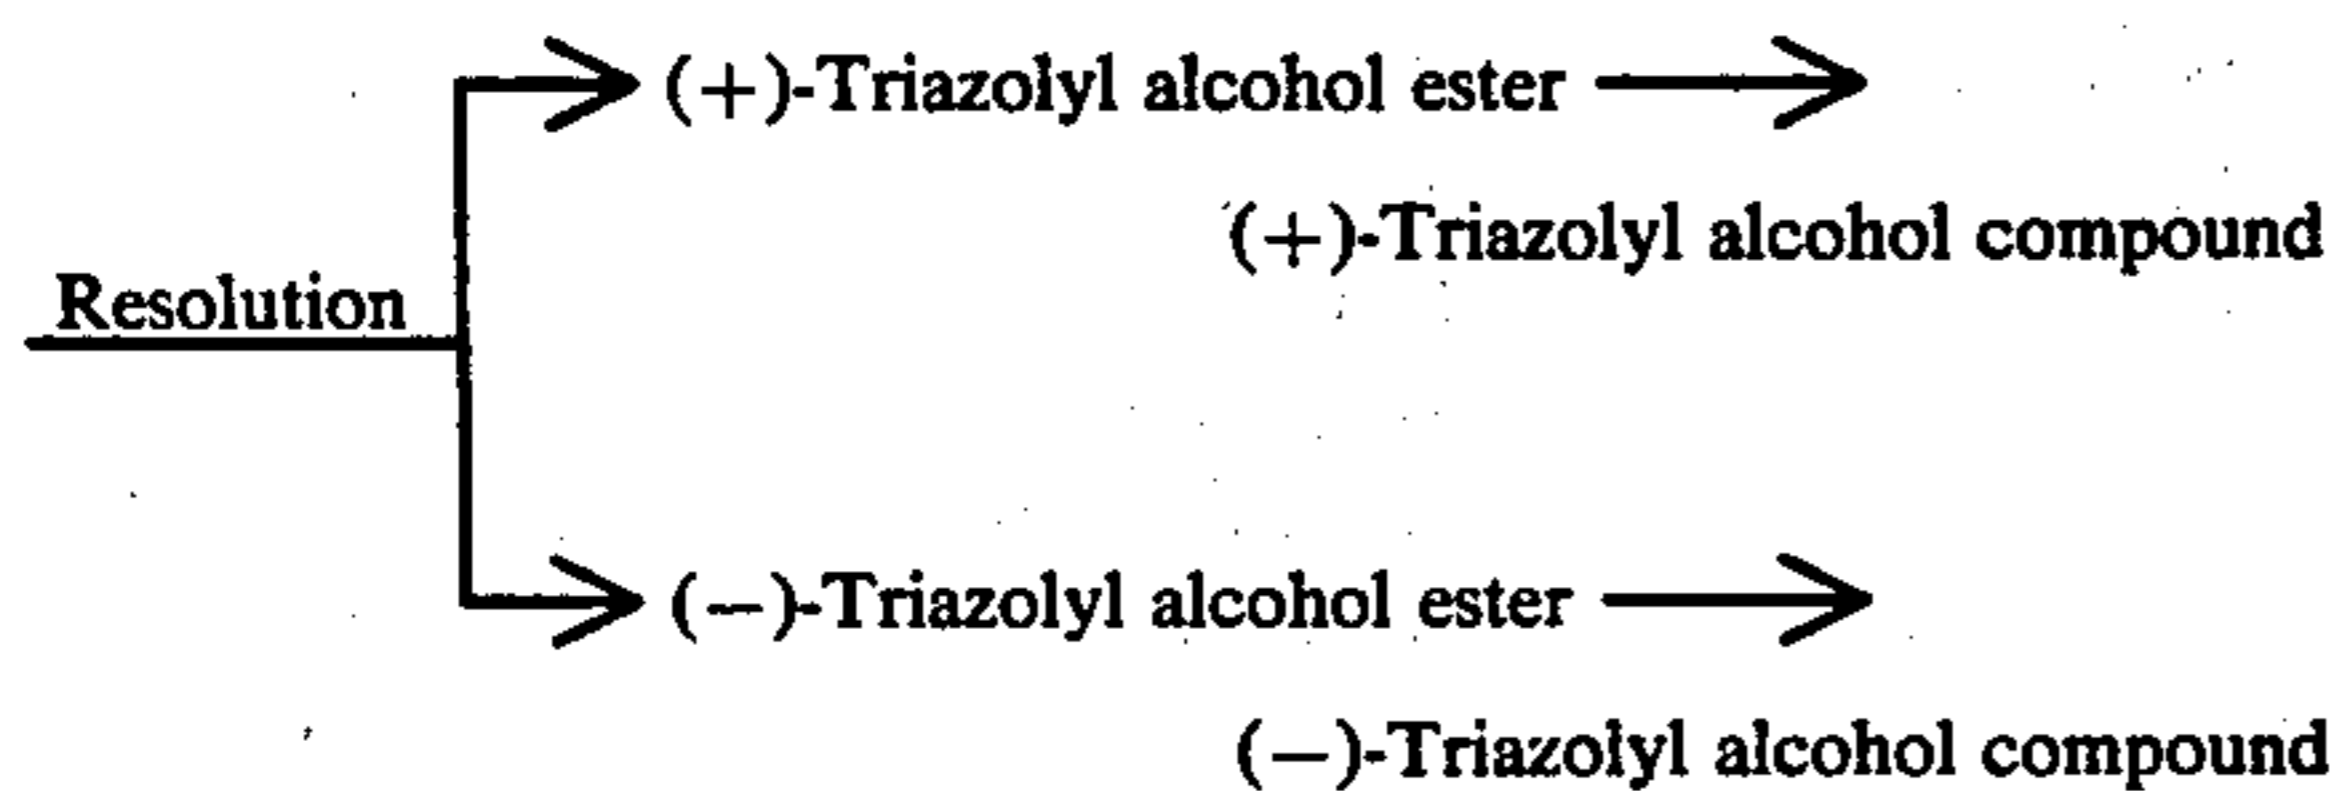 (+)-Triazolyl alcohol ester
(+)-Triazolyl alcohol compound
Resolution
(−)-Triazolyl alcohol ester
(−)-Triazolyl alcohol compound